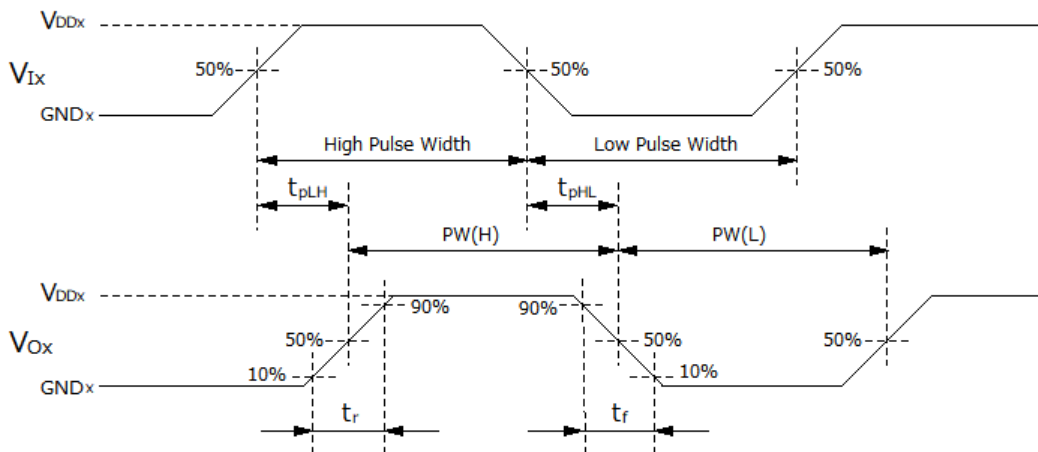 VDDx
50% 50% 50%
VIx
GNDx
High Pulse Width Low Pulse Width
tpLH tpHL
PW(H) PW(L)
VDDx
90% 90%
50% 50% 50%
VOx
10% 10%
GNDx
tr tf